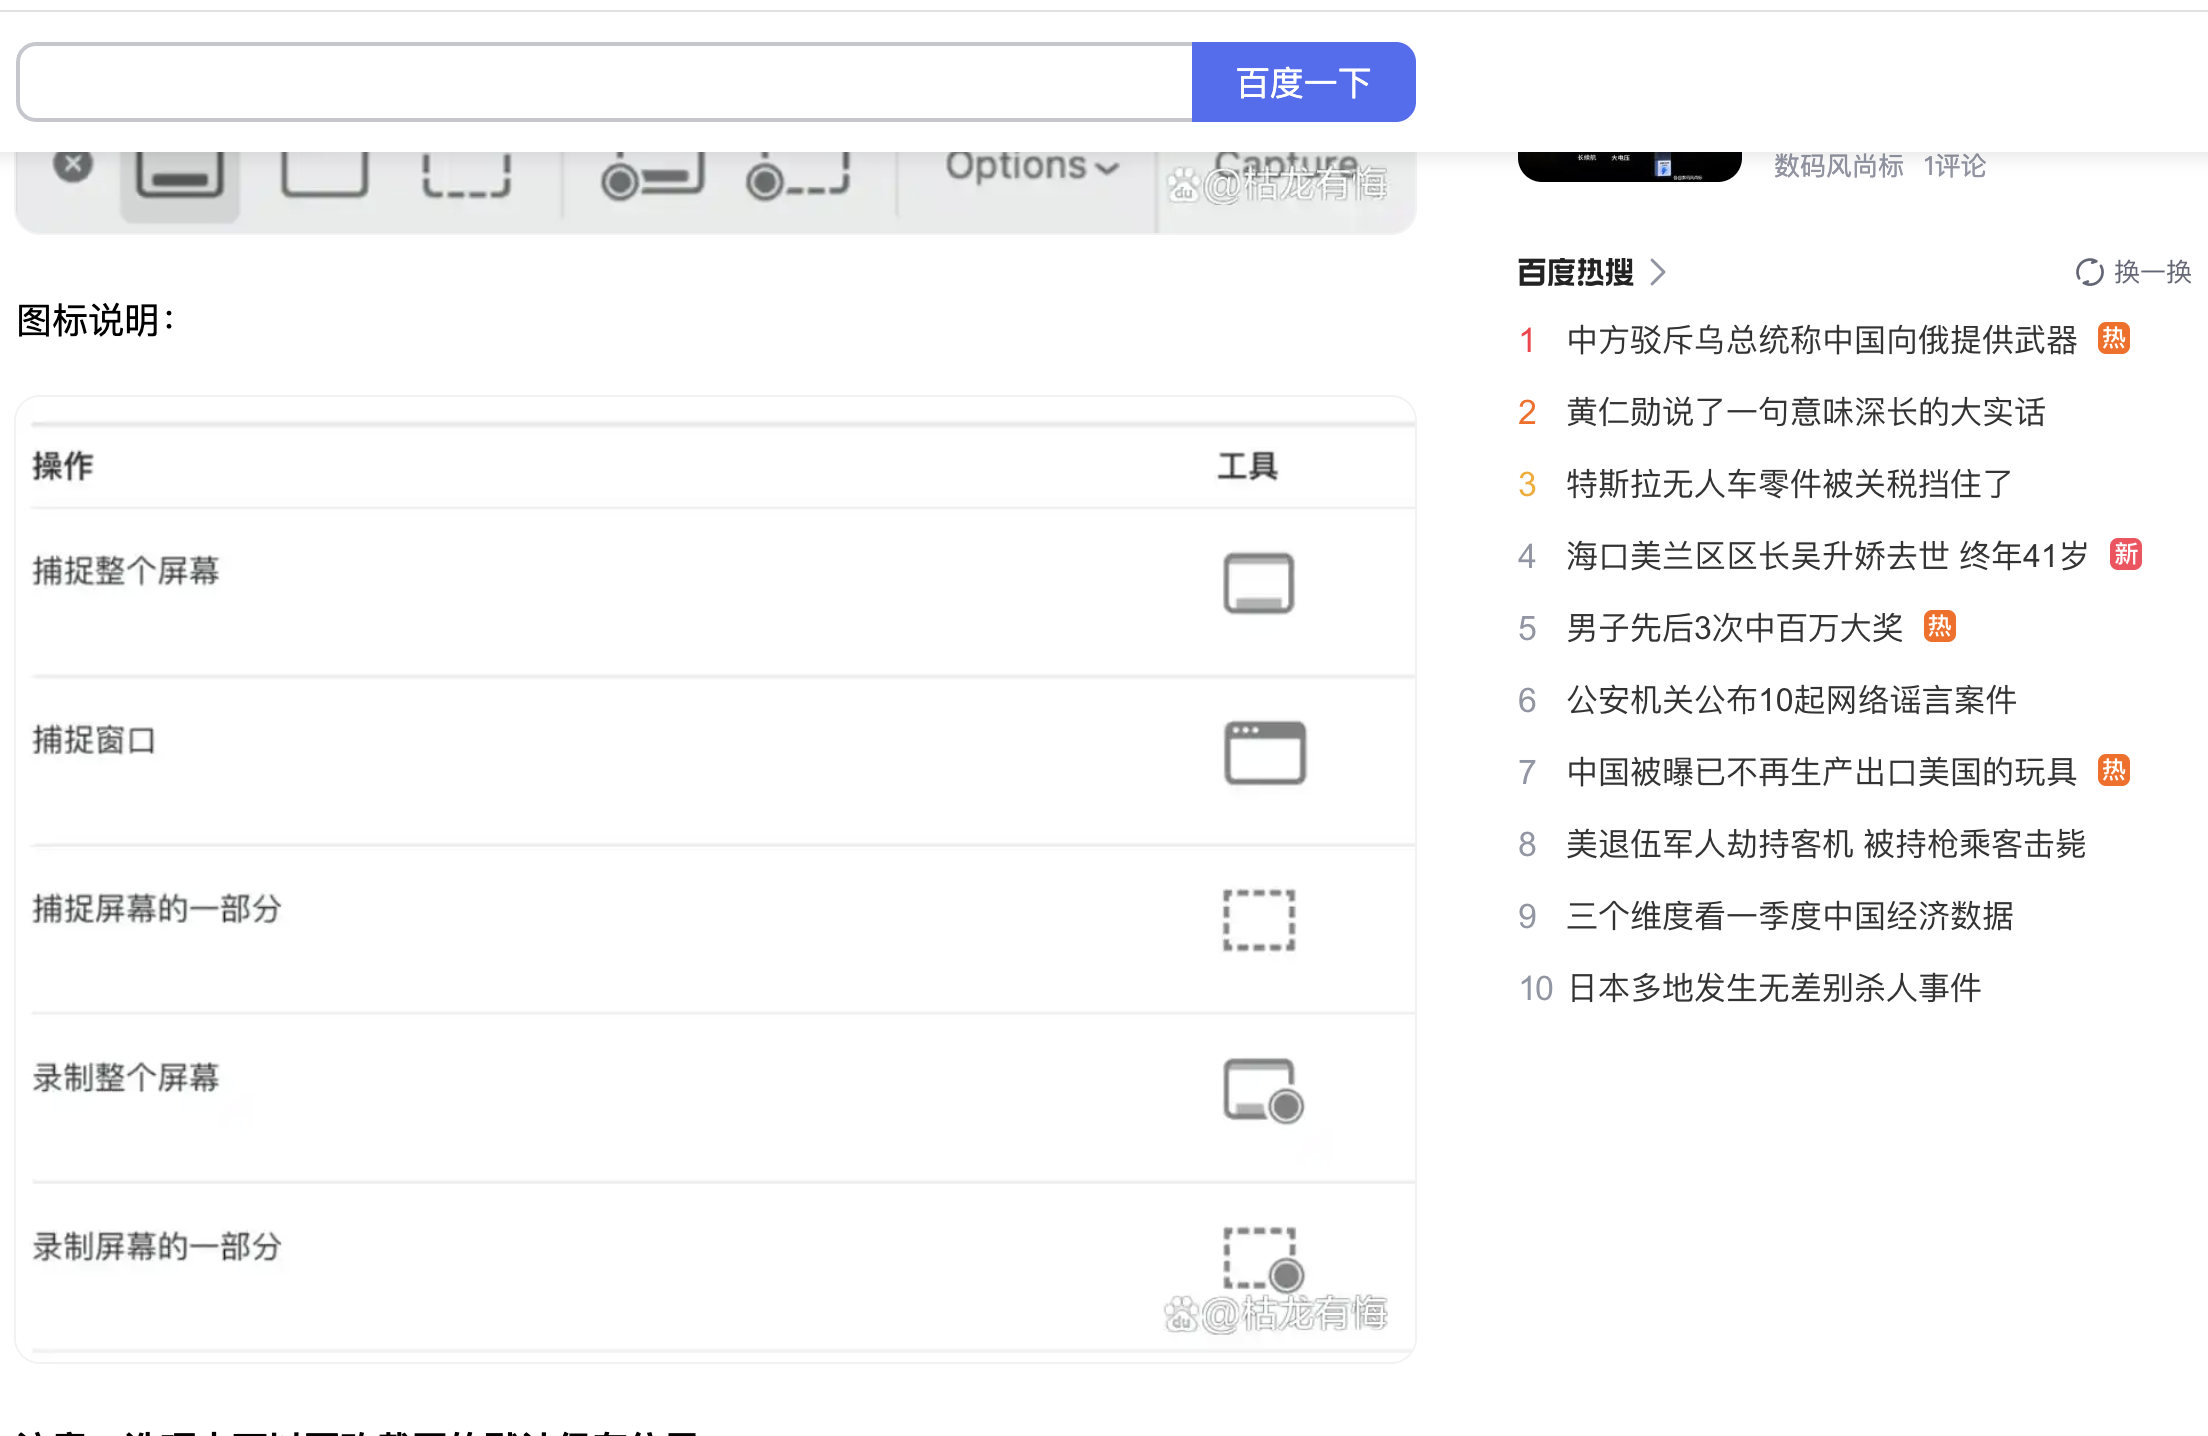 百度一下
Options
Capture
du @枯龙有悔
图标说明：
操作 工具
捕捉整个屏幕
捕捉窗口
捕捉屏幕的一部分
录制整个屏幕
录制屏幕的一部分
du @枯龙有悔
长续航 大电压
数码风尚标 1评论
百度热搜 换一换
1 中方驳斥乌总统称中国向俄提供武器 热
2 黄仁勋说了一句意味深长的大实话
3 特斯拉无人车零件被关税挡住了
4 海口美兰区区长吴升娇去世 终年41岁 新
5 男子先后3次中百万大奖 热
6 公安机关公布10起网络谣言案件
7 中国被曝已不再生产出口美国的玩具 热
8 美退伍军人劫持客机 被持枪乘客击毙
9 三个维度看一季度中国经济数据
10 日本多地发生无差别杀人事件